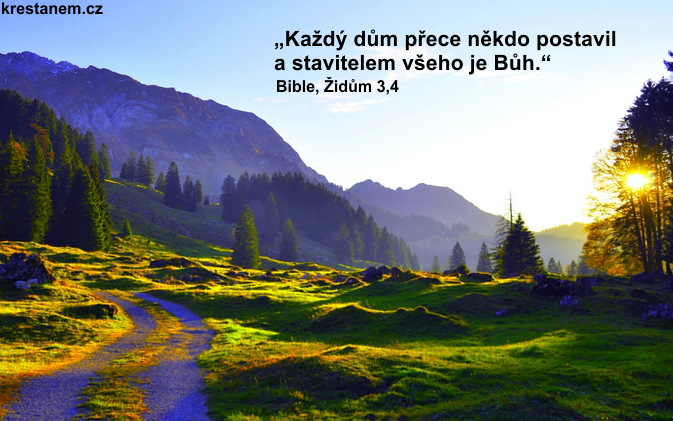 krestanem.cz
„Každý dům přece někdo postavil
a stavitelem všeho je Bůh.“
Bible, Židům 3,4